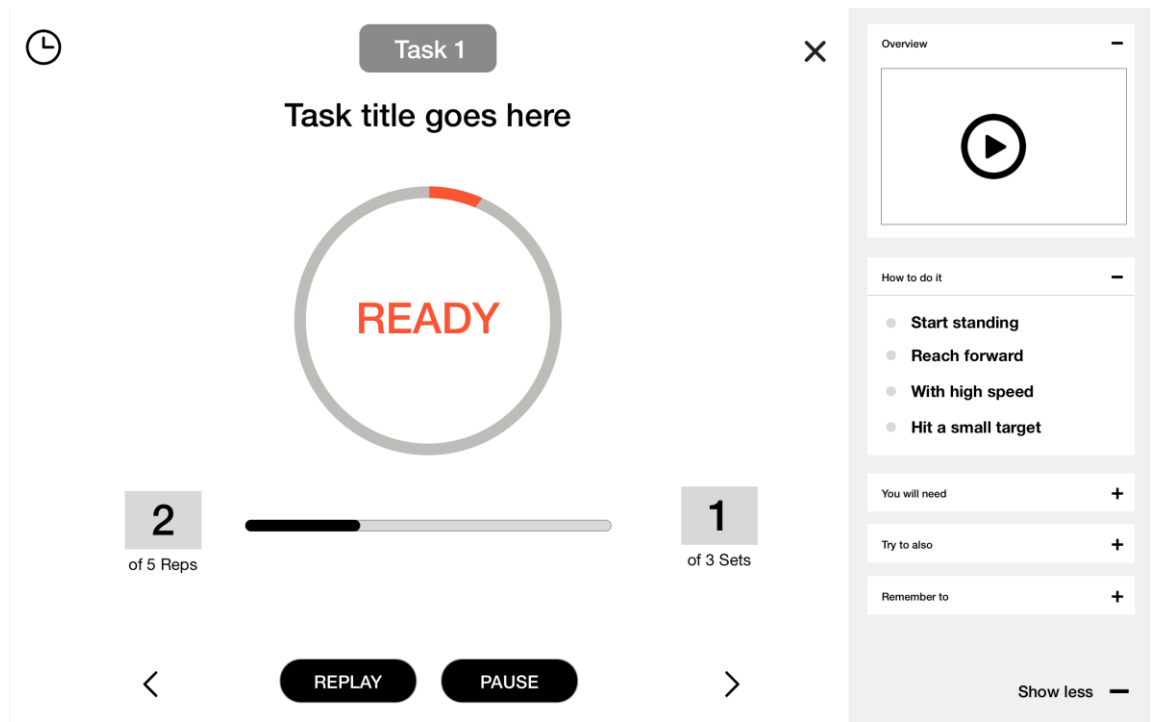 Task 1
Task title goes here
READY
2
of 5 Reps
1
of 3 Sets
REPLAY
PAUSE
Overview
How to do it
Start standing
Reach forward
With high speed
Hit a small target
You will need
Try to also
Remember to
Show less